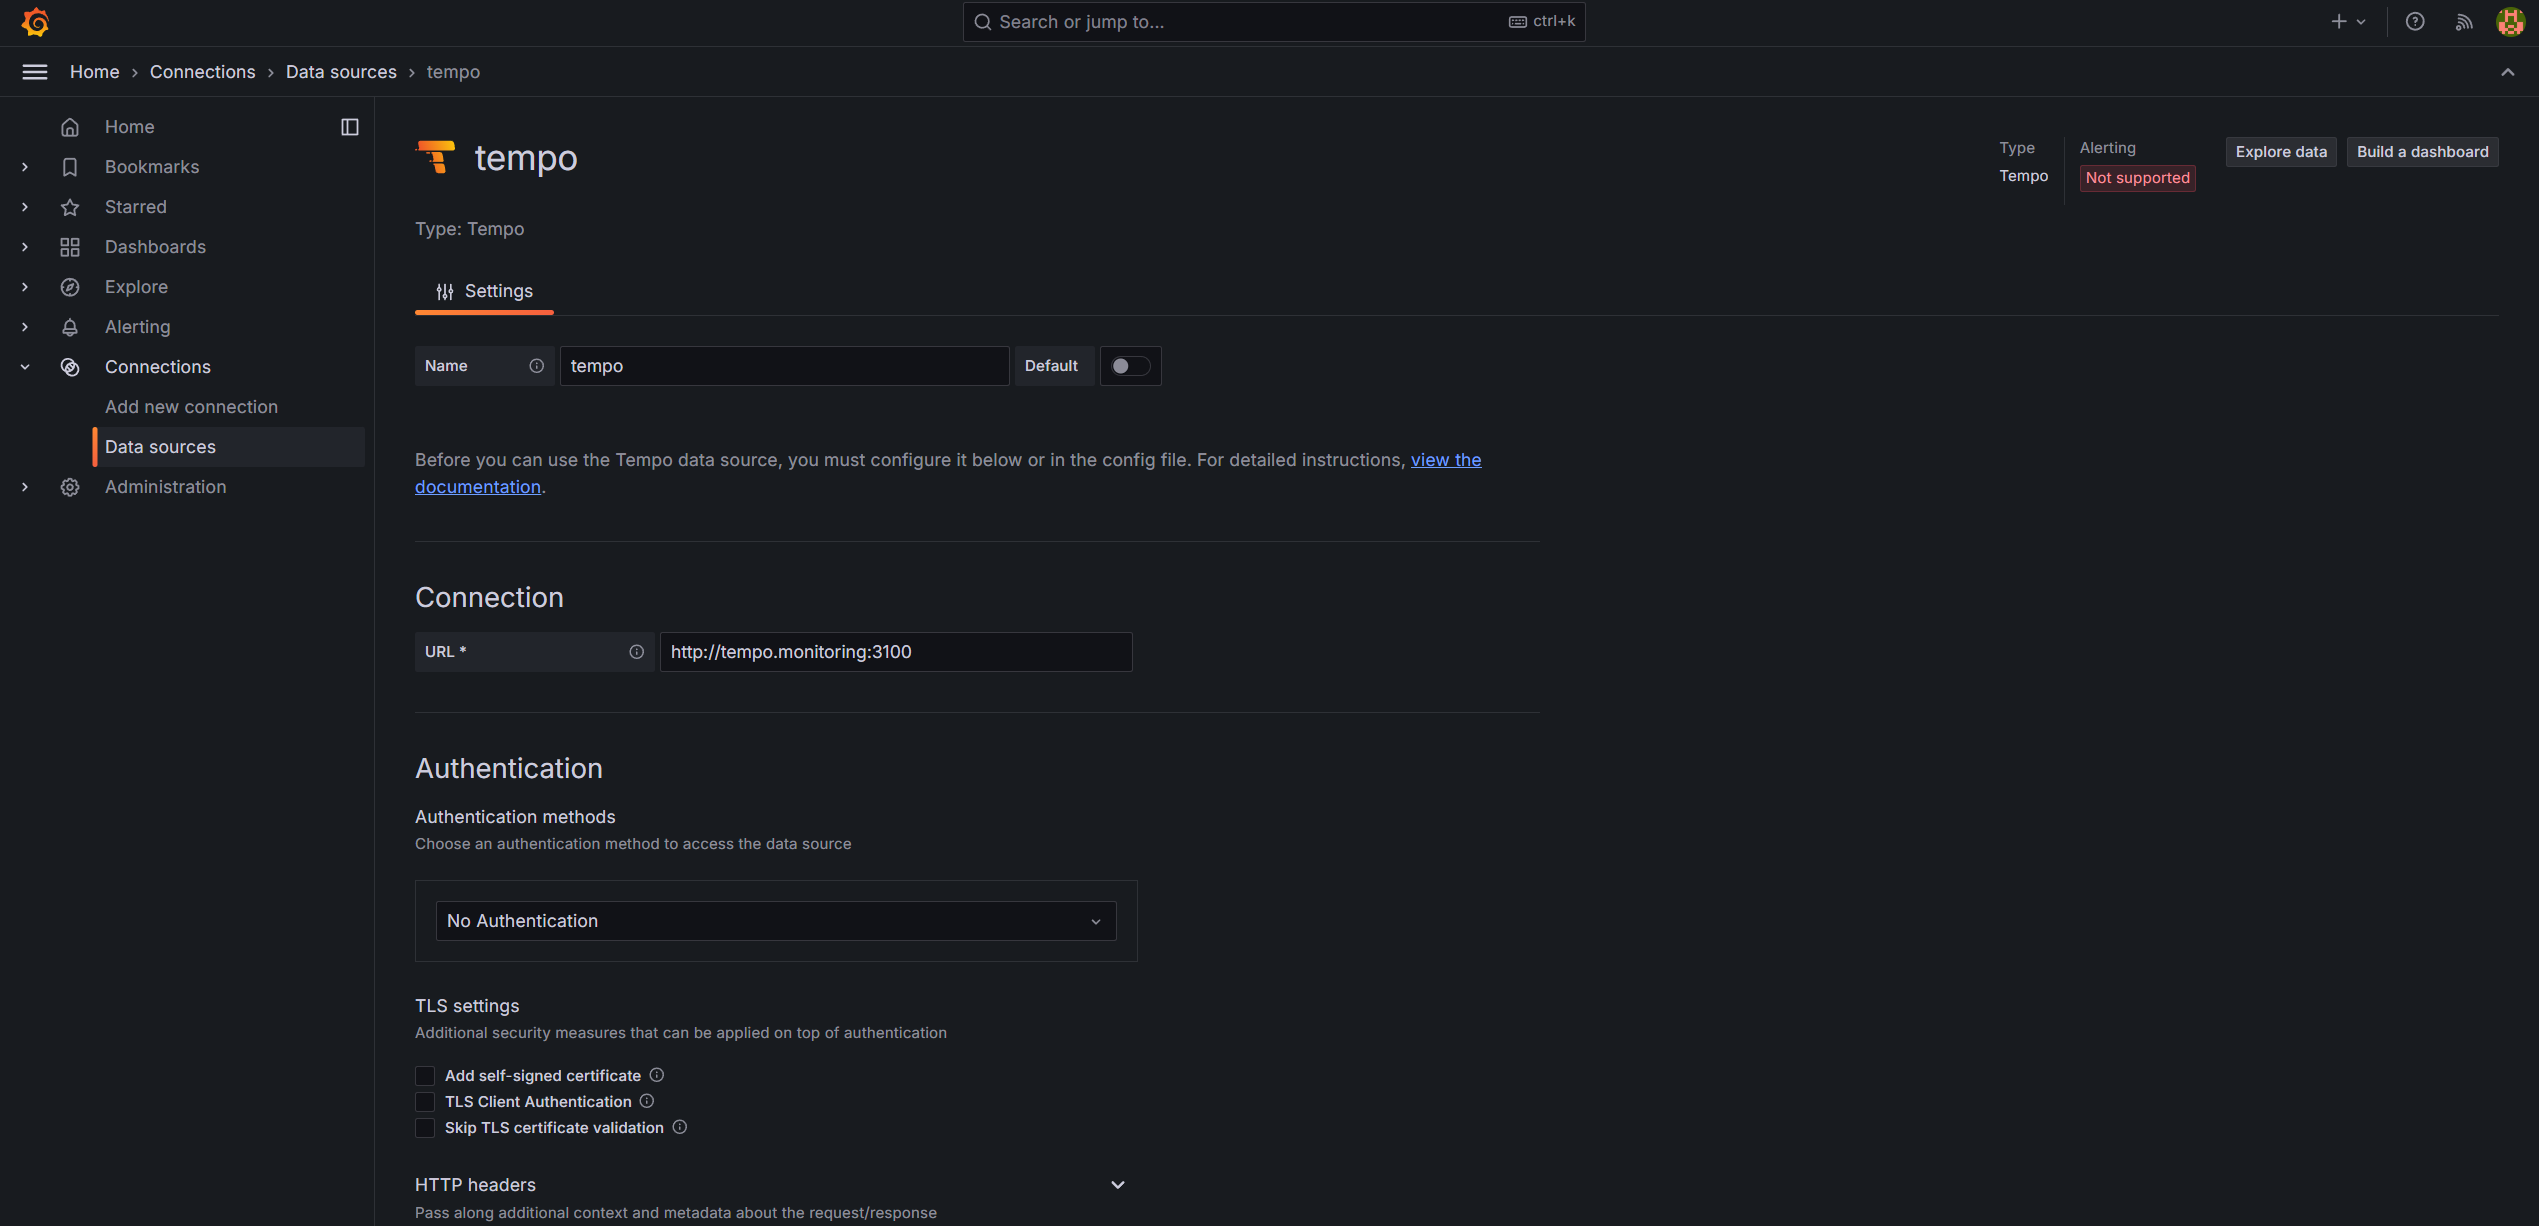 Search or jump to...
ctrl+k
Home > Connections > Data sources > tempo
Home
Bookmarks
Starred
Dashboards
Explore
Alerting
Connections
Add new connection
Data sources
Administration
tempo
Type
Tempo
Alerting
Not supported
Explore data
Build a dashboard
Type: Tempo
Settings
Name
tempo
Default
Before you can use the Tempo data source, you must configure it below or in the config file. For detailed instructions, view the
documentation.
Connection
URL *
http://tempo.monitoring:3100
Authentication
Authentication methods
Choose an authentication method to access the data source
No Authentication
TLS settings
Additional security measures that can be applied on top of authentication
Add self-signed certificate
TLS Client Authentication
Skip TLS certificate validation
HTTP headers
Pass along additional context and metadata about the request/response